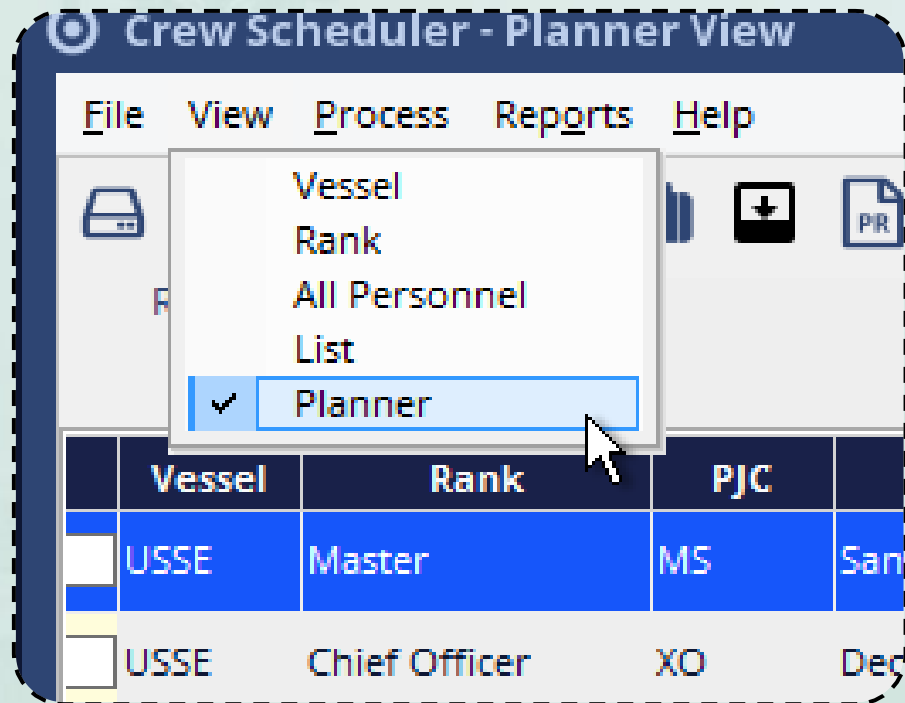 Crew Scheduler - Planner View
File View Process Reports Help
Vessel
Rank
All Personnel
List
Planner
PR
Vessel Rank PJC
USSE Master MS
USSE Chief Officer XO